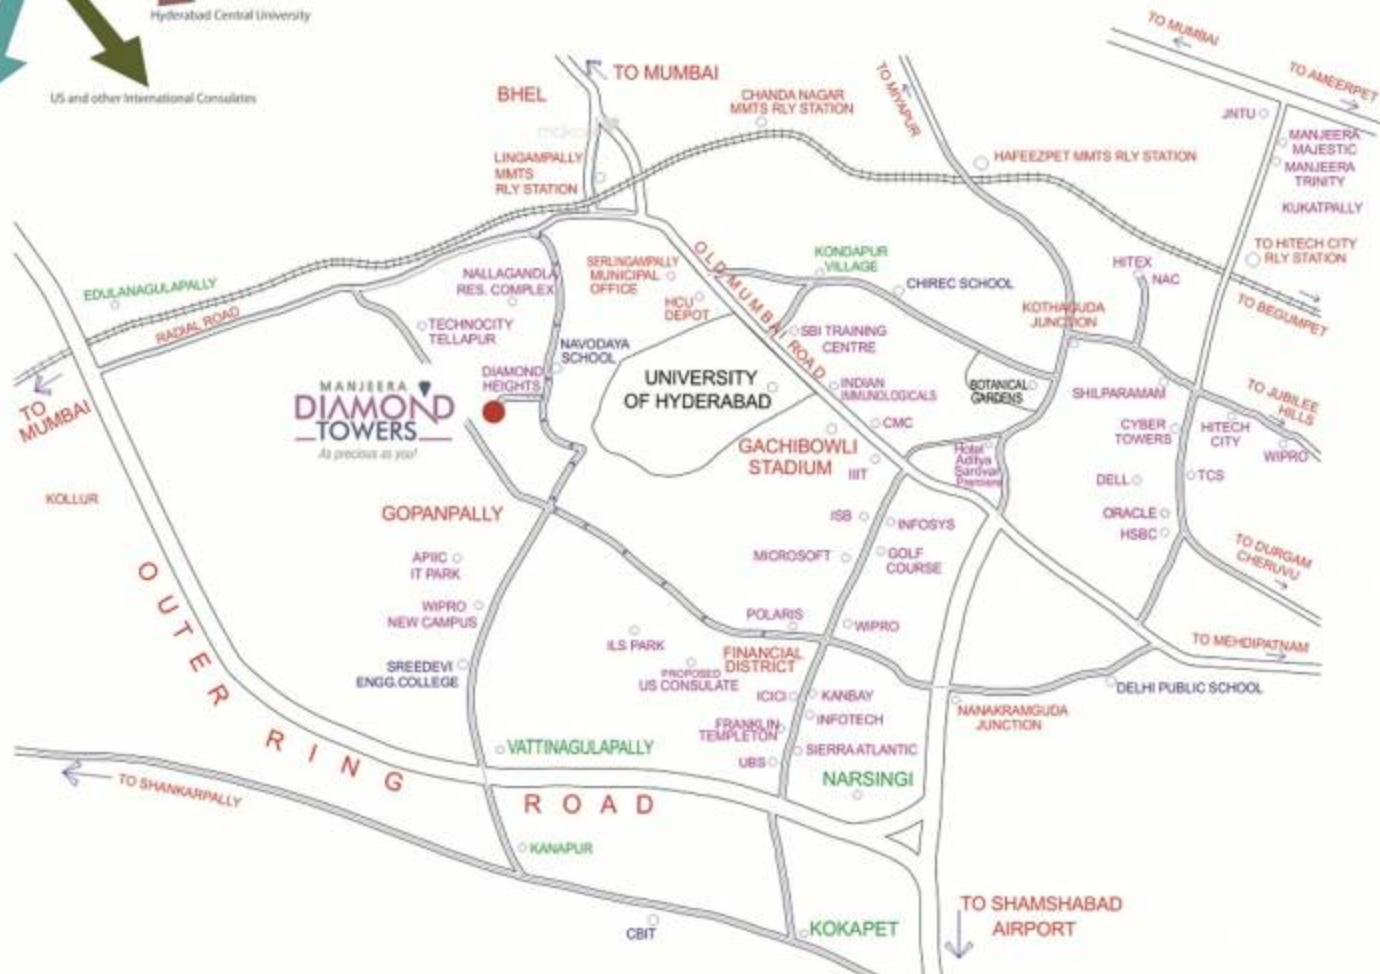 Hyderabad Central University
US and other International Consulates
TO MUMBAI
TO AMEERPET
TO MUMBAI
BHEL
CHANDA NAGAR
MMTS RLY STATION
TO MIYAPUR
JNTU
MANJEERA
MAJESTIC
MANJEERA
TRINITY
KUKATPALLY
LINGAMPALLY
MMTS
RLY STATION
HAFEEZPET MMTS RLY STATION
TO HITECH CITY
RLY STATION
TO BEGUMPET
EDULANAGULAPALLY
RADIAL ROAD
NALLAGANDLA
RES. COMPLEX
SERLINGAMPALLY
MUNICIPAL
OFFICE
HCU
DEPOT
OLD MUMBAI ROAD
KONDAPUR
VILLAGE
CHIREC SCHOOL
HITEX
NAC
KOTHAGUDA
JUNCTION
TECHNOCITY
TELLAPUR
NAVODAYA
SCHOOL
SBI TRAINING
CENTRE
DIAMOND
HEIGHTS
UNIVERSITY
OF HYDERABAD
INDIAN
IMMUNOLOGICALS
BOTANICAL
GARDENS
SHILPARAMAM
TO JUBILEE
HILLS
TO
MUMBAI
MANJEERA
DIAMOND
TOWERS
As precious as you!
CMC
GACHIBOWLI
STADIUM
IIIT
Hotel
Aditya
Sarovar
Premiere
CYBER
TOWERS
HITECH
CITY
WIPRO
DELL
TCS
KOLLUR
GOPANPALLY
ISB
INFOSYS
ORACLE
HSBC
APIIC
IT PARK
MICROSOFT
GOLF
COURSE
TO DURGAM
CHERUVU
WIPRO
NEW CAMPUS
POLARIS
WIPRO
ILS PARK
FINANCIAL
DISTRICT
TO MEHDIPATNAM
SREEDEVI
ENGG.COLLEGE
PROPOSED
US CONSULATE
ICICI
KANBAY
DELHI PUBLIC SCHOOL
FRANKLIN
TEMPLETON
INFOTECH
NANAKRAMGUDA
JUNCTION
VATTINAGULAPALLY
UBS
SIERRA ATLANTIC
NARSINGI
OUTER RING ROAD
TO SHANKARPALLY
KANAPUR
CBIT
KOKAPET
TO SHAMSHABAD
AIRPORT